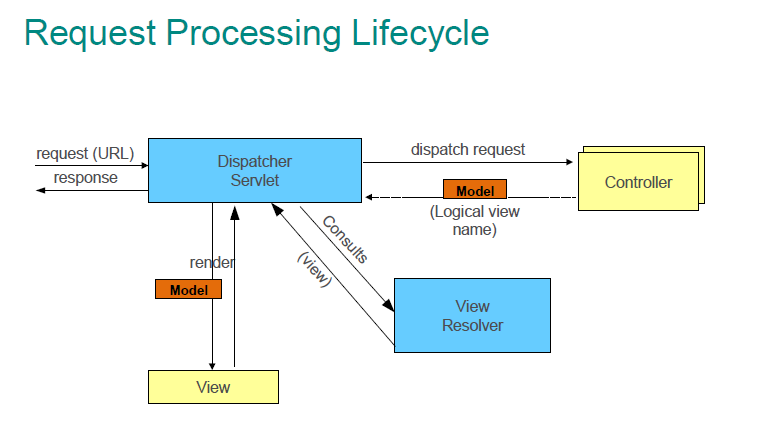 Request Processing Lifecycle
request (URL)
response
Dispatcher
Servlet
dispatch request
Model
(Logical view
name)
Controller
render
Model
Consults
(view)
View
Resolver
View